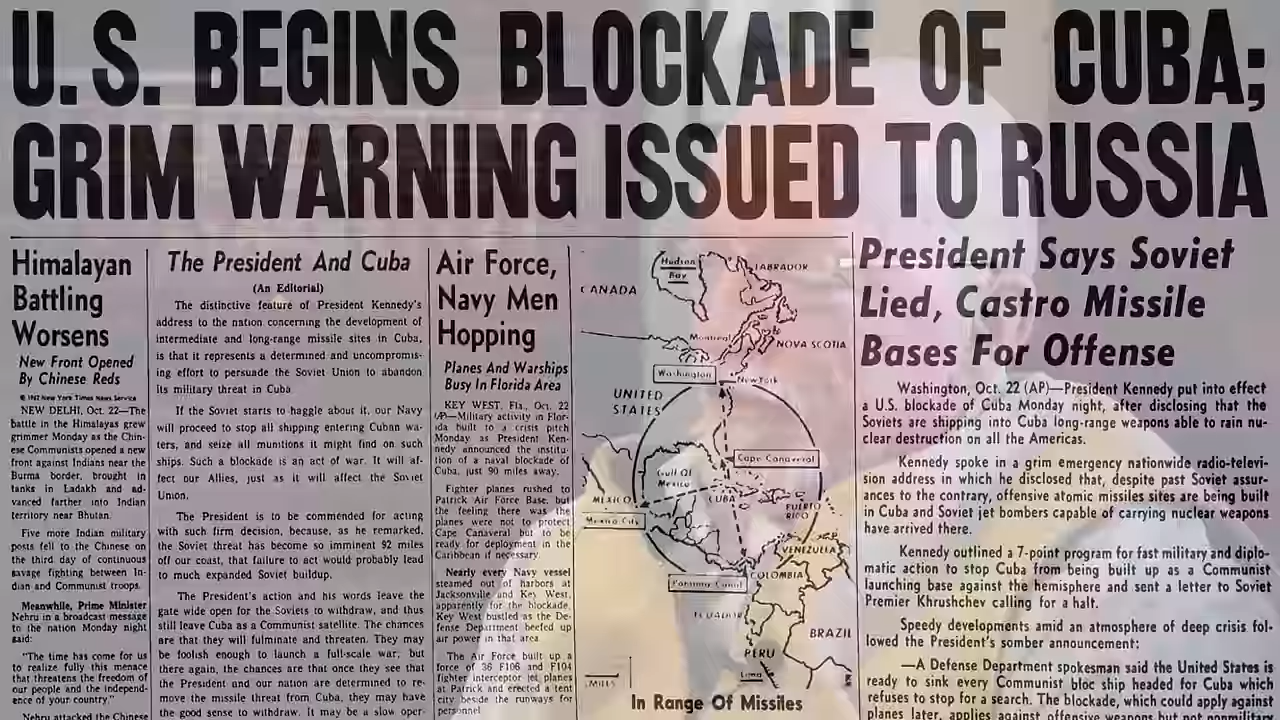 U. S. BEGINS BLOCKADE OF CUBA;
GRIM WARNING ISSUED TO RUSSIA
Himalayan
Battling
Worsens
New Front Opened
By Chinese Reds
© 1962 New York Times News Service
NEW DELHI, Oct. 22—The
battle in the Himalayas grew
grimmer Monday as the Chin-
ese Communists opened a new
front against Indians near the
Burma border, brought in
tanks in Ladakh and ad-
vanced farther into Indian
territory near Bhutan.
Five more Indian military
posts fell to the Chinese on
the third day of continuous
savage fighting between In-
dian and Communist troops.
Meanwhile, Prime Minister
Nehru in a broadcast message
to the nation Monday night
said:
"The time has come for us
to realize fully this menace
that threatens the freedom of
our people and the independ-
ence of your country."
Nehru attacked the Chinese
The President And Cuba
(An Editorial)
The distinctive feature of President Kennedy's
address to the nation concerning the development of
intermediate and long-range missile sites in Cuba,
is that it represents a determined and uncompromis-
ing effort to persuade the Soviet Union to abandon
its military threat in Cuba
If the Soviet starts to haggle about it, our Navy
will proceed to stop all shipping entering Cuban wa-
ters, and seize all munitions it might find on such
ships. Such a blockade is an act of war. It will af-
fect our Allies, just as it will affect the Soviet
Union.
The President is to be commended for acting
with such firm decision, because, as he remarked,
the Soviet threat has become so imminent 92 miles
off our coast, that failure to act would probably lead
to much expanded Soviet buildup.
The President's action and his words leave the
gate wide open for the Soviets to withdraw, and thus
still leave Cuba as a Communist satellite. The chances
are that they will fulminate and threaten. They may
be foolish enough to launch a full-scale war, but
there again, the chances are that once they see that
the President and our nation are determined to re-
move the missile threat from Cuba, they may have
the good sense to withdraw. It may be a slow oper-
Air Force,
Navy Men
Hopping
Planes And Warships
Busy In Florida Area
KEY WEST, Fla., Oct. 22
(AP—Military activity in Flor-
ida built to a crisis pitch
Monday as President Ken-
nedy announced the institu-
tion of a naval blockade of
Cuba, just 90 miles away.
Fighter planes rushed to
Patrick Air Force Base, but
the feeling there was the
planes were not to protect
Cape Canaveral but to be
ready for deployment in the
Caribbean if necessary.
Nearly every Navy vessel
steamed out of harbors at
Jacksonville and Key West,
apparently for the blockade.
Key West bustled as the De-
fense Department beefed up
air power in that area
The Air Force built up a
force of 36 F106 and F104
fighter interceptor jet planes
at Patrick and erected a tent
city beside the runways for
personnel
Hudson
Bay
LABRADOR
CANADA
Montreal
NOVA SCOTIA
Washington
New York
UNITED
STATES
Cape Canaveral
Gulf Of
Mexico
CUBA
MEXICO
PUERTO
RICO
Mexico City
VENEZUELA
Panama Canal
COLOMBIA
ECUADOR
BRAZIL
PERU
Lima
MILES
In Range Of Missiles
President Says Soviet
Lied, Castro Missile
Bases For Offense
Washington, Oct. 22 (AP)—President Kennedy put into effect
a U.S. blockade of Cuba Monday night, after disclosing that the
Soviets are shipping into Cuba long-range weapons able to rain nu-
clear destruction on all the Americas.
Kennedy spoke in a grim emergency nationwide radio-televi-
sion address in which he disclosed that, despite past Soviet assur-
ances to the contrary, offensive atomic missiles sites are being built
in Cuba and Soviet jet bombers capable of carrying nuclear weapons
have arrived there.
Kennedy outlined a 7-point program for fast military and diplo-
matic action to stop Cuba from being built up as a Communist
launching base against the hemisphere and sent a letter to Soviet
Premier Khrushchev calling for a halt.
Speedy developments amid an atmosphere of deep crisis fol-
lowed the President's somber announcement:
—A Defense Department spokesman said the United States is
ready to sink every Communist bloc ship headed for Cuba which
refuses to stop for a search. The blockade, which could apply against
planes later, applies against offensive weapons but not nonmilitary